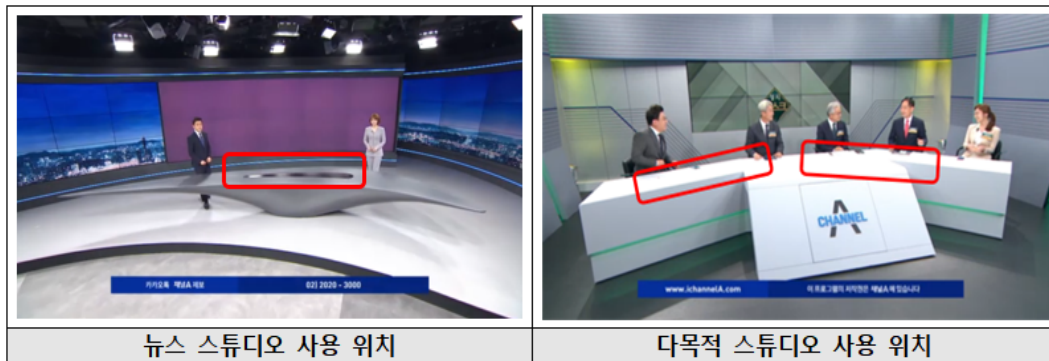 카카오톡 채널A 제보 02) 2020 - 3000
CHANNEL
A
www.ichannelA.com 이 프로그램의 저작권은 채널A에 있습니다
뉴스 스튜디오 사용 위치
다목적 스튜디오 사용 위치